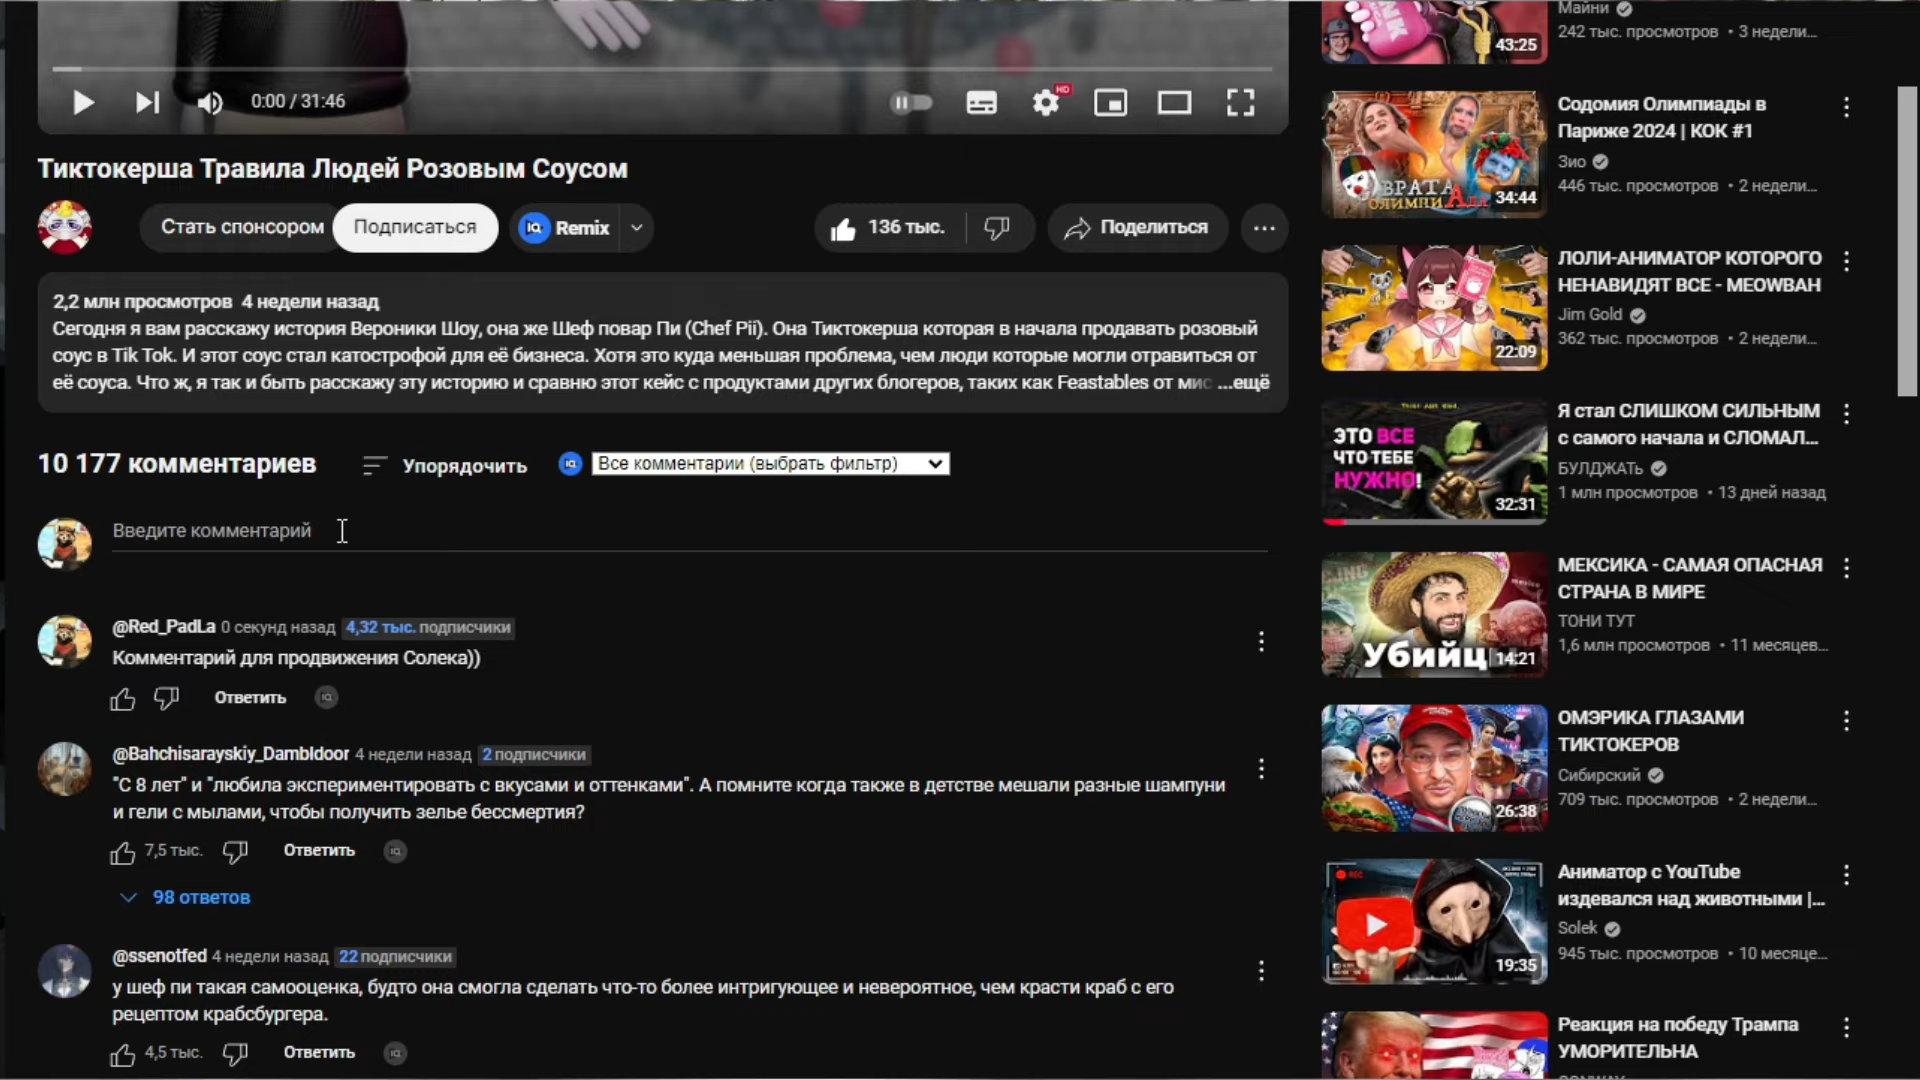 0:00 / 31:46
HD
Тиктокерша Травила Людей Розовым Соусом
Стать спонсором
Подписаться
Remix
136 тыс.
Поделиться
2,2 млн просмотров 4 недели назад
Сегодня я вам расскажу история Вероники Шоу, она же Шеф повар Пи (Chef Pii). Она Тиктокерша которая в начала продавать розовый
соус в Tik Tok. И этот соус стал катострофой для её бизнеса. Хотя это куда меньшая проблема, чем люди которые могли отравиться от
её соуса. Что ж, я так и быть расскажу эту историю и сравню этот кейс с продуктами других блогеров, таких как Feastables от мис ...ещё
10 177 комментариев
Упорядочить
Все комментарии (выбрать фильтр)
Введите комментарий
@Red_PadLa 0 секунд назад 4,32 тыс. подписчики
Комментарий для продвижения Солека))
Ответить
@Bahchisarayskiy_Dambldoor 4 недели назад 2 подписчики
"С 8 лет" и "любила экспериментировать с вкусами и оттенками". А помните когда также в детстве мешали разные шампуни
и гели с мылами, чтобы получить зелье бессмертия?
7,5 тыс.
Ответить
98 ответов
@ssenotfed 4 недели назад 22 подписчики
у шеф пи такая самооценка, будто она смогла сделать что-то более интригующее и невероятное, чем красти краб с его
рецептом крабсбургера.
4,5 тыс.
Ответить
43:25
Майни
242 тыс. просмотров • 3 недели...
ВРАТА
ОЛИМПИАДА
34:44
Содомия Олимпиады в
Париже 2024 | КОК #1
Зио
446 тыс. просмотров • 2 недели...
22:09
ЛОЛИ-АНИМАТОР КОТОРОГО
НЕНАВИДЯТ ВСЕ - MEOWBAH
Jim Gold
362 тыс. просмотров • 2 недели...
ЭТО ВСЕ
ЧТО ТЕБЕ
НУЖНО!
32:31
Я стал СЛИШКОМ СИЛЬНЫМ
с самого начала и СЛОМАЛ...
БУЛДЖАТЬ
1 млн просмотров • 13 дней назад
Убийц
14:21
МЕКСИКА - САМАЯ ОПАСНАЯ
СТРАНА В МИРЕ
ТОНИ ТУТ
1,6 млн просмотров • 11 месяцев...
26:38
ОМЭРИКА ГЛАЗАМИ
ТИКТОКЕРОВ
Сибирский
709 тыс. просмотров • 2 недели...
REC
19:35
Аниматор с YouTube
издевался над животными |...
Solek
945 тыс. просмотров • 10 месяце...
Реакция на победу Трампа
УМОРИТЕЛЬНА